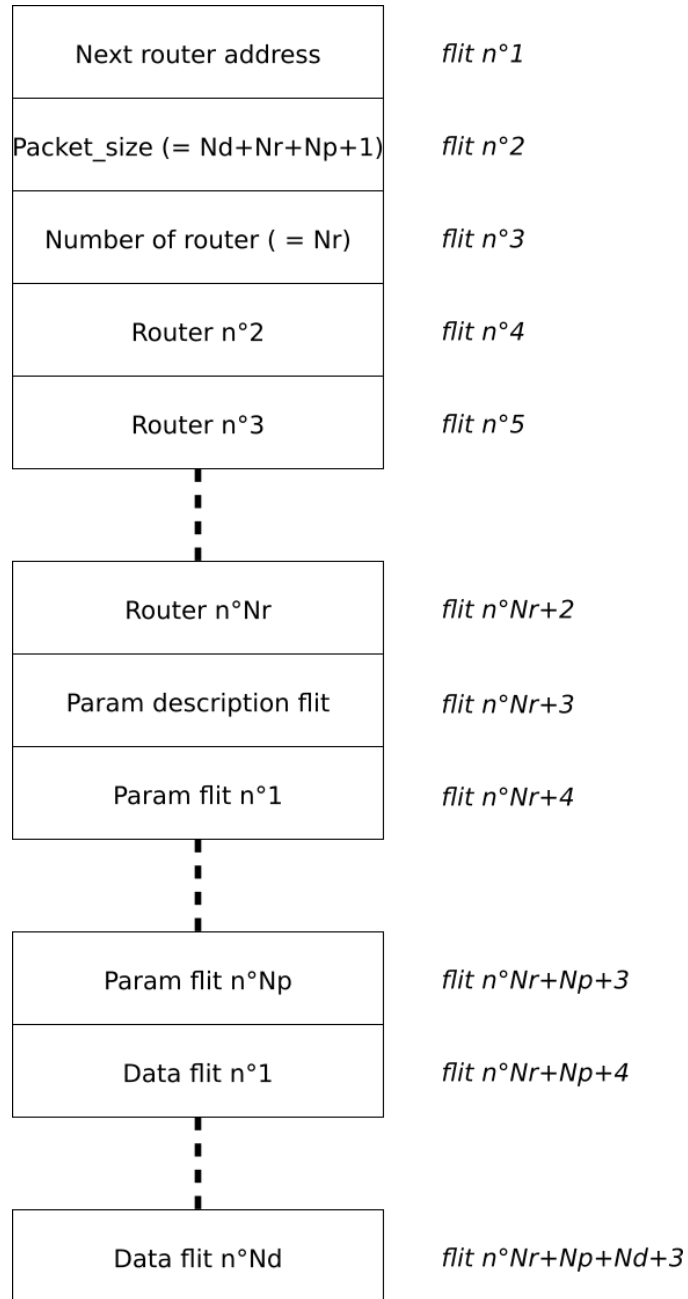 Next router address flit n°1
Packet_size (= Nd+Nr+Np+1) flit n°2
Number of router ( = Nr) flit n°3
Router n°2 flit n°4
Router n°3 flit n°5
Router n°Nr flit n°Nr+2
Param description flit flit n°Nr+3
Param flit n°1 flit n°Nr+4
Param flit n°Np flit n°Nr+Np+3
Data flit n°1 flit n°Nr+Np+4
Data flit n°Nd flit n°Nr+Np+Nd+3